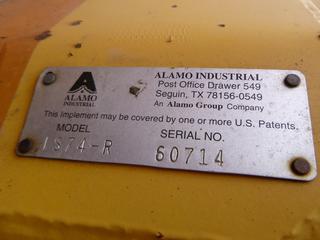 ALAMO
INDUSTRIAL
ALAMO INDUSTRIAL
Post Office Drawer 549
Seguin, TX 78156-0549
An Alamo Group Company
This implement may be covered by one or more U.S. Patents.
MODEL SERIAL NO.
1S74-R 60714